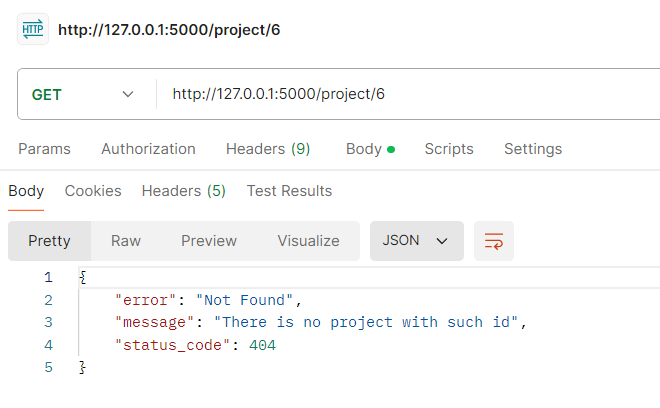 HTTP http://127.0.0.1:5000/project/6
GET http://127.0.0.1:5000/project/6
Params Authorization Headers (9) Body Scripts Settings
Body Cookies Headers (5) Test Results
Pretty Raw Preview Visualize JSON
1 {
2 "error": "Not Found",
3 "message": "There is no project with such id",
4 "status_code": 404
5 }